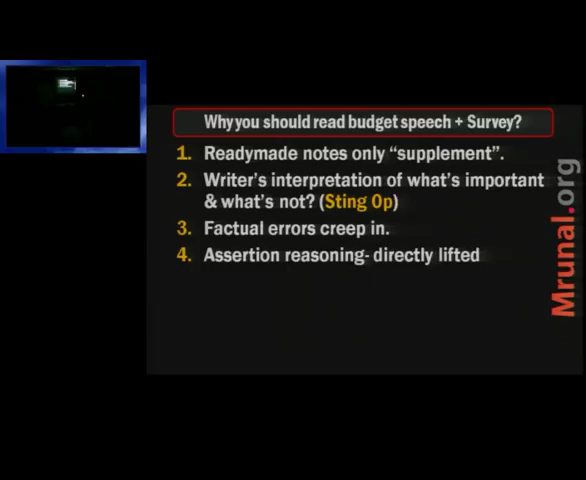 Why you should read budget speech + Survey?
1. Readymade notes only “supplement”.
2. Writer's interpretation of what's important
& what's not? (Sting Op)
3. Factual errors creep in.
4. Assertion reasoning- directly lifted
Mrunal.org